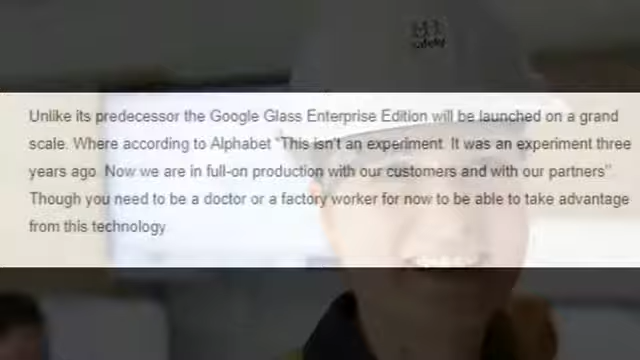 safety
Unlike its predecessor the Google Glass Enterprise Edition will be launched on a grand
scale. Where according to Alphabet "This isn't an experiment. It was an experiment three
years ago. Now we are in full-on production with our customers and with our partners”
Though you need to be a doctor or a factory worker for now to be able to take advantage
from this technology